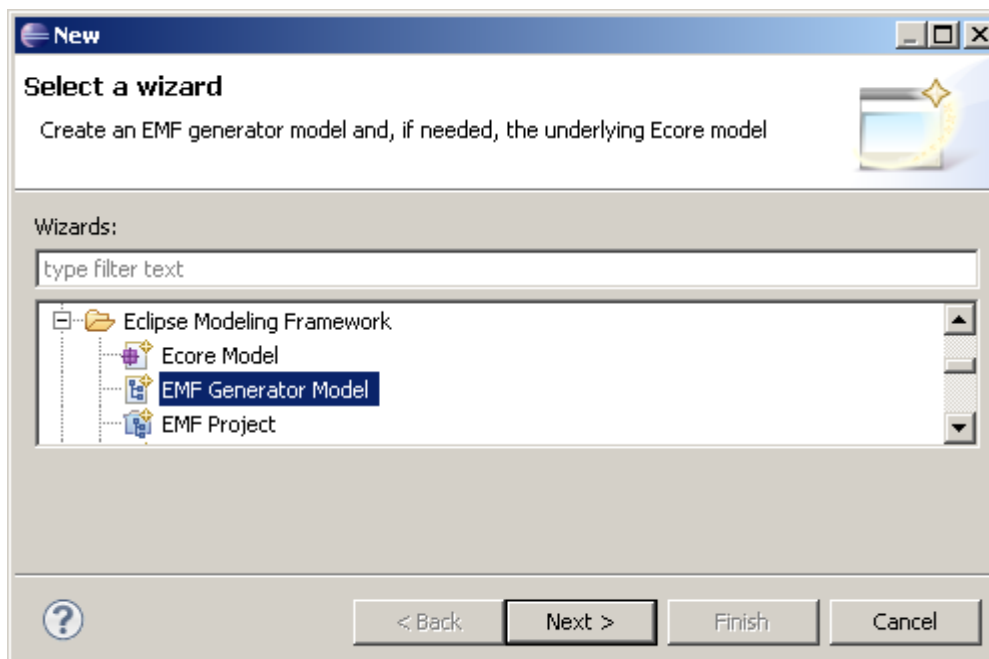 New
Select a wizard
Create an EMF generator model and, if needed, the underlying Ecore model
Wizards:
type filter text
Eclipse Modeling Framework
Ecore Model
EMF Generator Model
EMF Project
? < Back Next > Finish Cancel